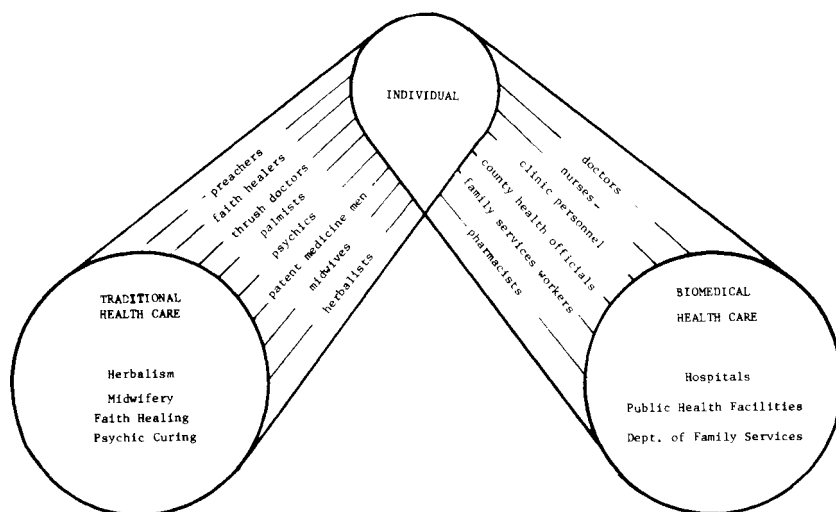 INDIVIDUAL
preachers
faith healers
thrush doctors
palmists
psychics
patent medicine men
midwives
herbalists
doctors
nurses-
clinic personnel
county health officials
family services workers
pharmacists
TRADITIONAL
HEALTH CARE
Herbalism
Midwifery
Faith Healing
Psychic Curing
BIOMEDICAL
HEALTH CARE
Hospitals
Public Health Facilities
Dept. of Family Services